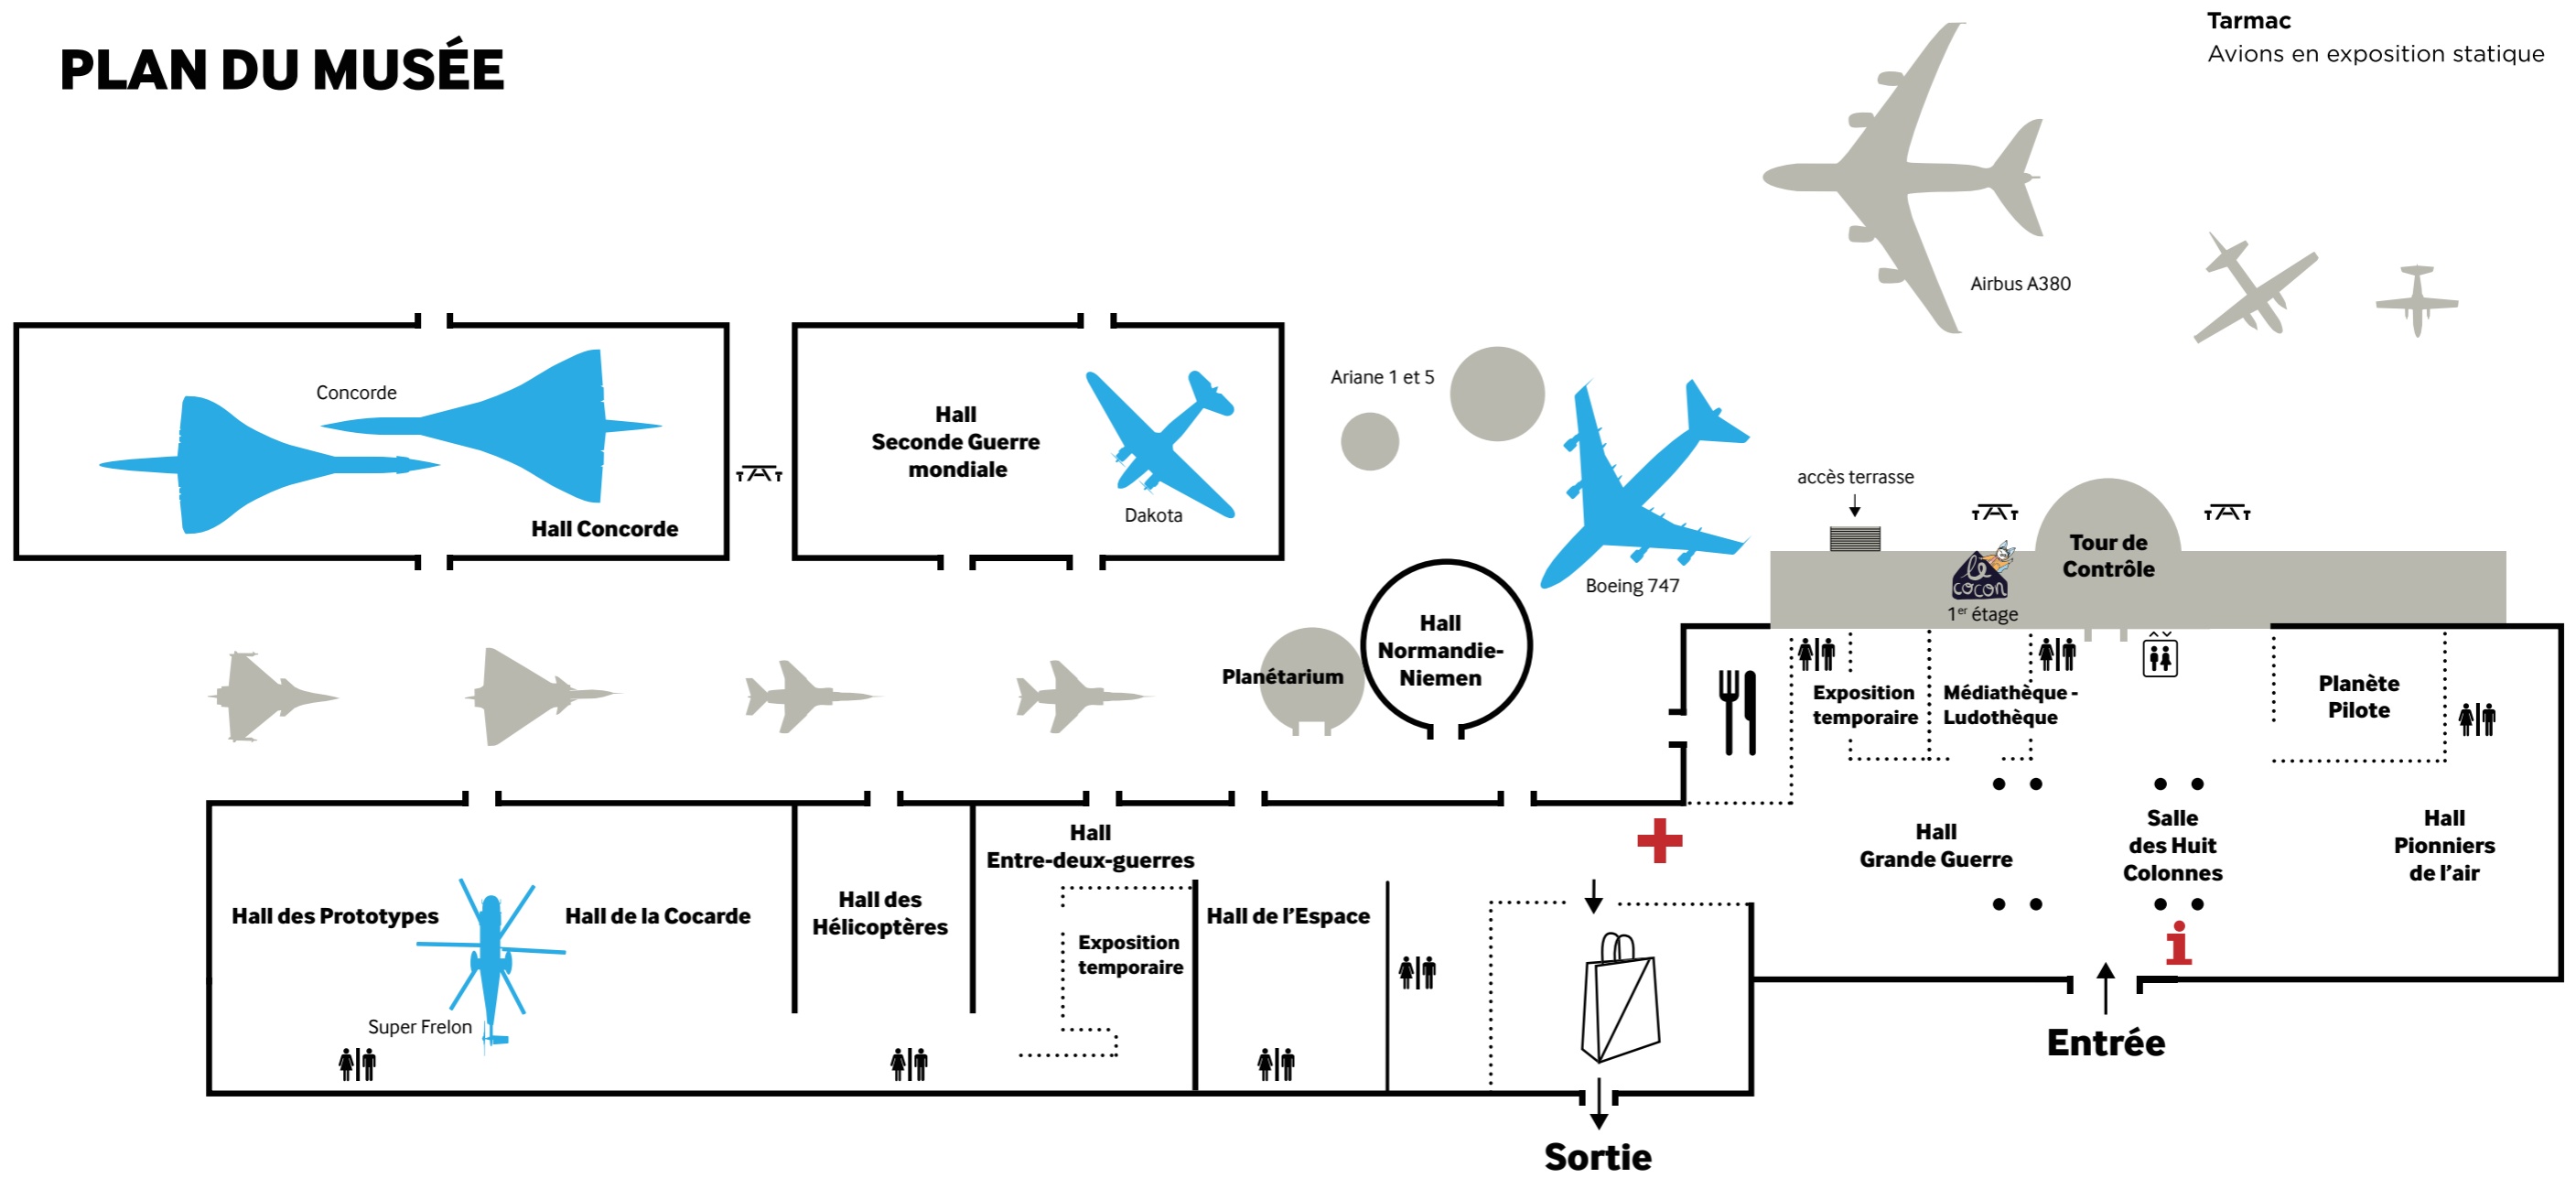 PLAN DU MUSÉE
Tarmac
Avions en exposition statique
Airbus A380
Concorde
Hall Concorde
Hall
Seconde Guerre
mondiale
Dakota
Ariane 1 et 5
Boeing 747
accès terrasse
le
cocon
1er étage
Tour de
Contrôle
Planétarium
Hall
Normandie-
Niemen
Exposition
temporaire
Médiathèque -
Ludothèque
Planète
Pilote
Hall
Grande Guerre
Salle
des Huit
Colonnes
Hall
Pionniers
de l'air
i
Hall des Prototypes
Super Frelon
Hall de la Cocarde
Hall des
Hélicoptères
Hall
Entre-deux-guerres
Exposition
temporaire
Hall de l'Espace
Entrée
Sortie